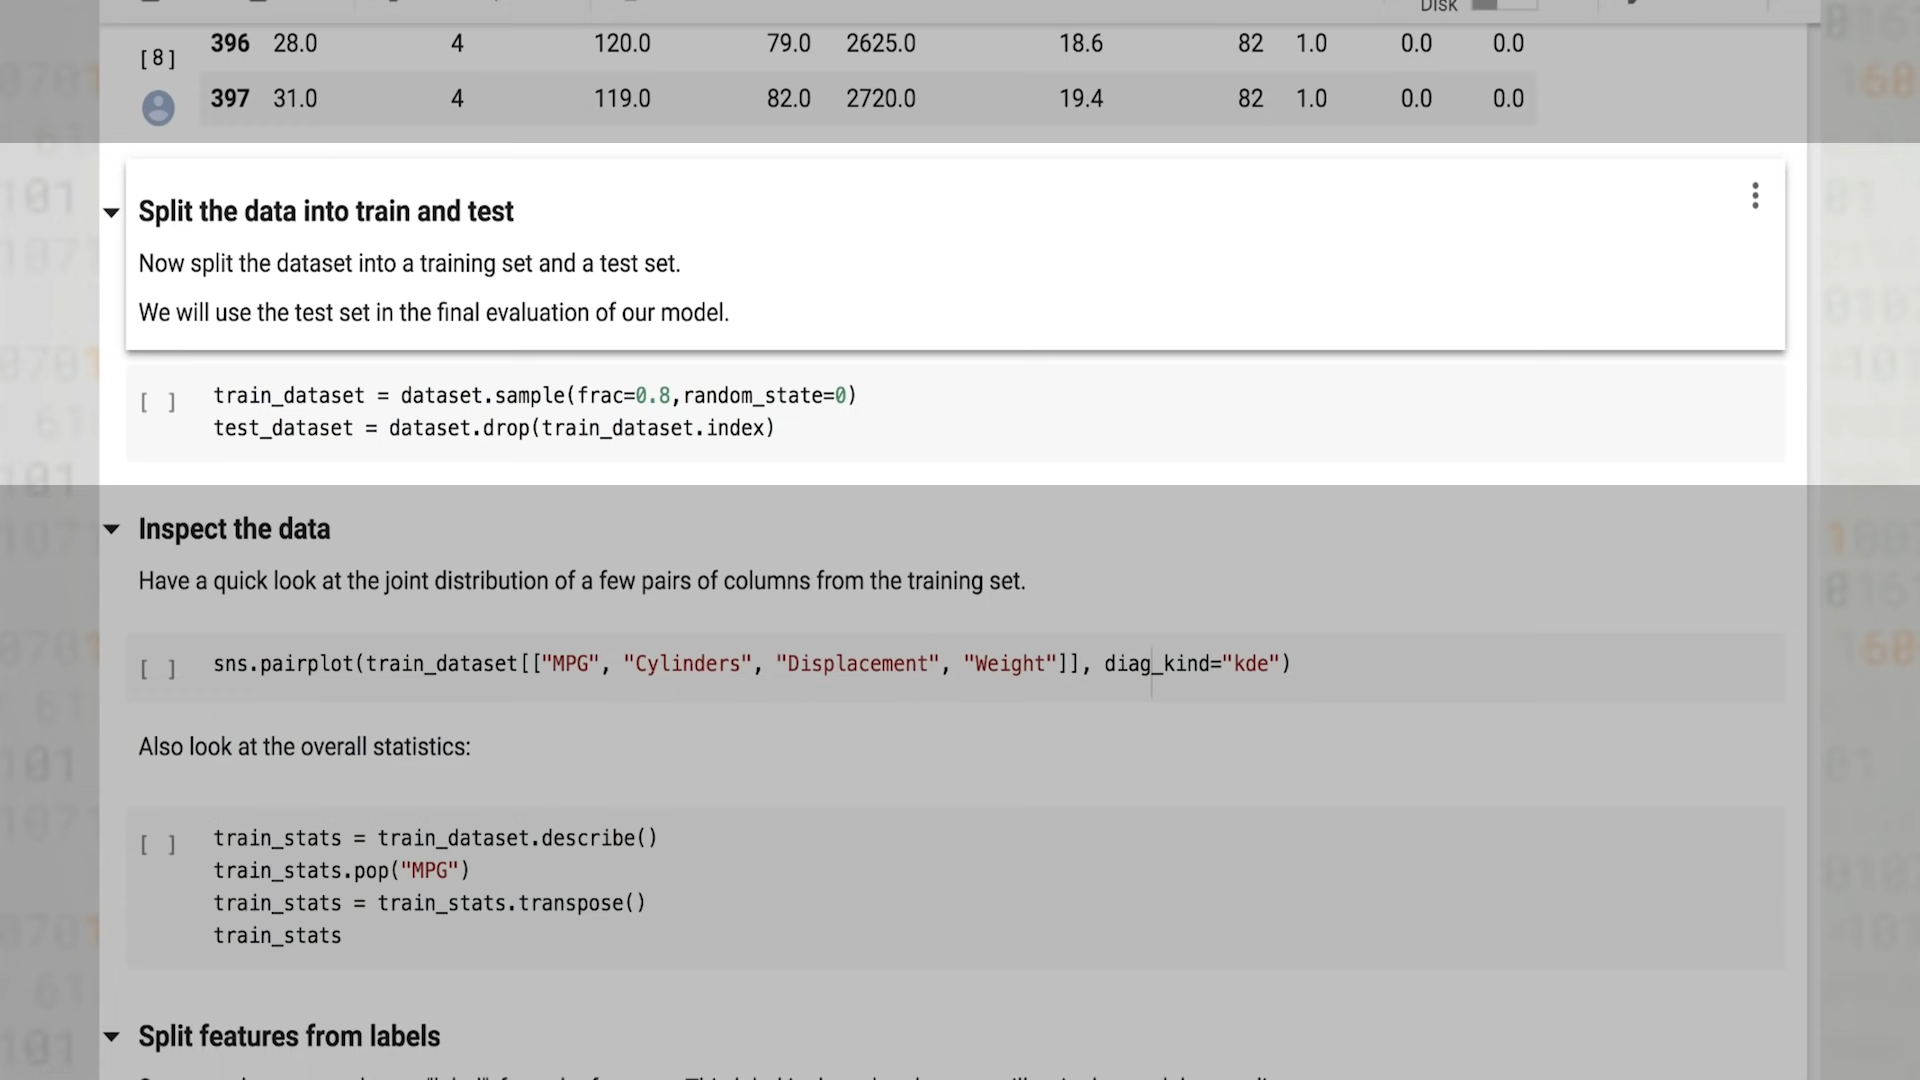 Disk
[8]
396 28.0 4 120.0 79.0 2625.0 18.6 82 1.0 0.0 0.0
397 31.0 4 119.0 82.0 2720.0 19.4 82 1.0 0.0 0.0
Split the data into train and test
Now split the dataset into a training set and a test set.
We will use the test set in the final evaluation of our model.
[ ] train_dataset = dataset.sample(frac=0.8,random_state=0)
test_dataset = dataset.drop(train_dataset.index)
Inspect the data
Have a quick look at the joint distribution of a few pairs of columns from the training set.
[ ] sns.pairplot(train_dataset[["MPG", "Cylinders", "Displacement", "Weight"]], diag_kind="kde")
Also look at the overall statistics:
[ ] train_stats = train_dataset.describe()
train_stats.pop("MPG")
train_stats = train_stats.transpose()
train_stats
Split features from labels